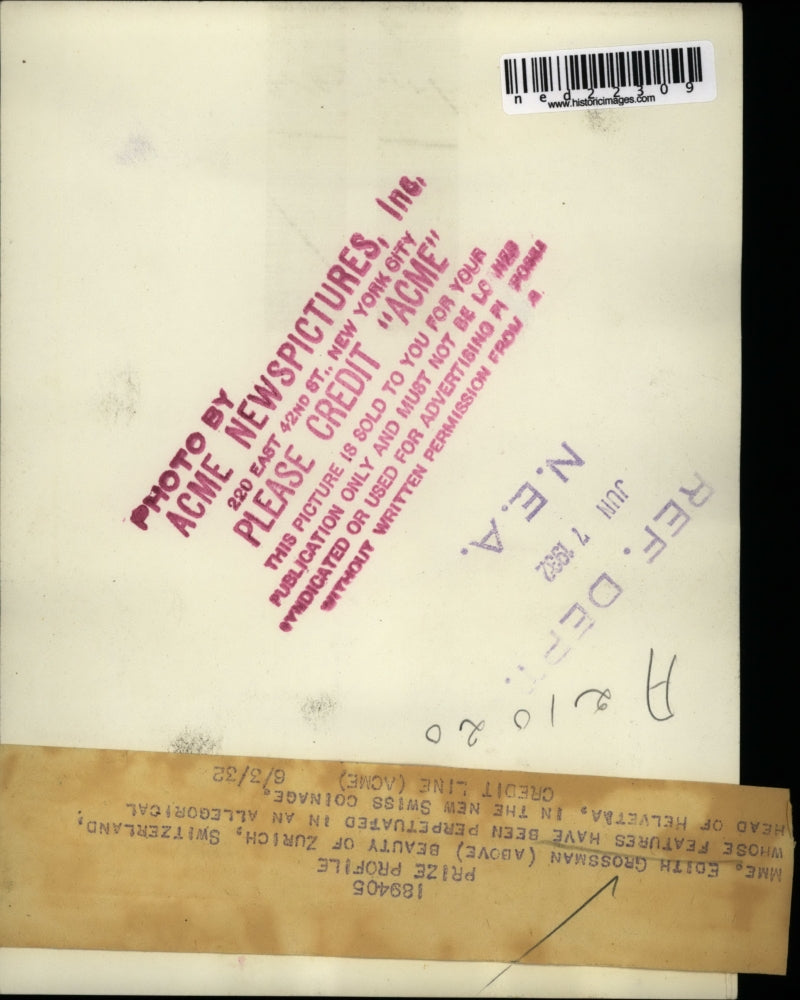 ned22309
www.historicimages.com
PHOTO BY
ACME NEWSPICTURES, Inc.
220 EAST 42ND ST., NEW YORK CITY
PLEASE CREDIT "ACME"
THIS PICTURE IS SOLD TO YOU FOR YOUR
PUBLICATION ONLY AND MUST NOT BE LOANED
SYNDICATED OR USED FOR ADVERTISING
WITHOUT WRITTEN PERMISSION FROM
REF. DEPT.
JUN 7 1932
N.E.A.
A 21020
189405
PRIZE PROFILE
MME. EDITH GROSSMAN (ABOVE) BEAUTY OF ZURICH, SWITZERLAND,
WHOSE FEATURES HAVE BEEN PERPETUATED IN AN ALLEGORICAL
HEAD OF HELVETIA, IN THE NEW SWISS COINAGE.
CREDIT LINE (ACME) 6/3/32